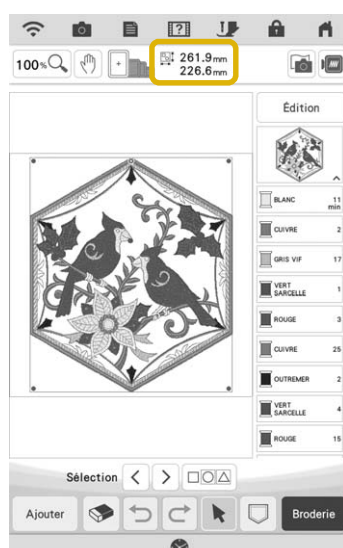 100%
261.9mm
226.6mm
Édition
BLANC 11
min
CUIVRE 2
GRIS VIF 17
VERT
SARCELLE 1
ROUGE 3
CUIVRE 25
OUTREMER 2
VERT
SARCELLE 4
ROUGE 15
Sélection
Ajouter
Broderie